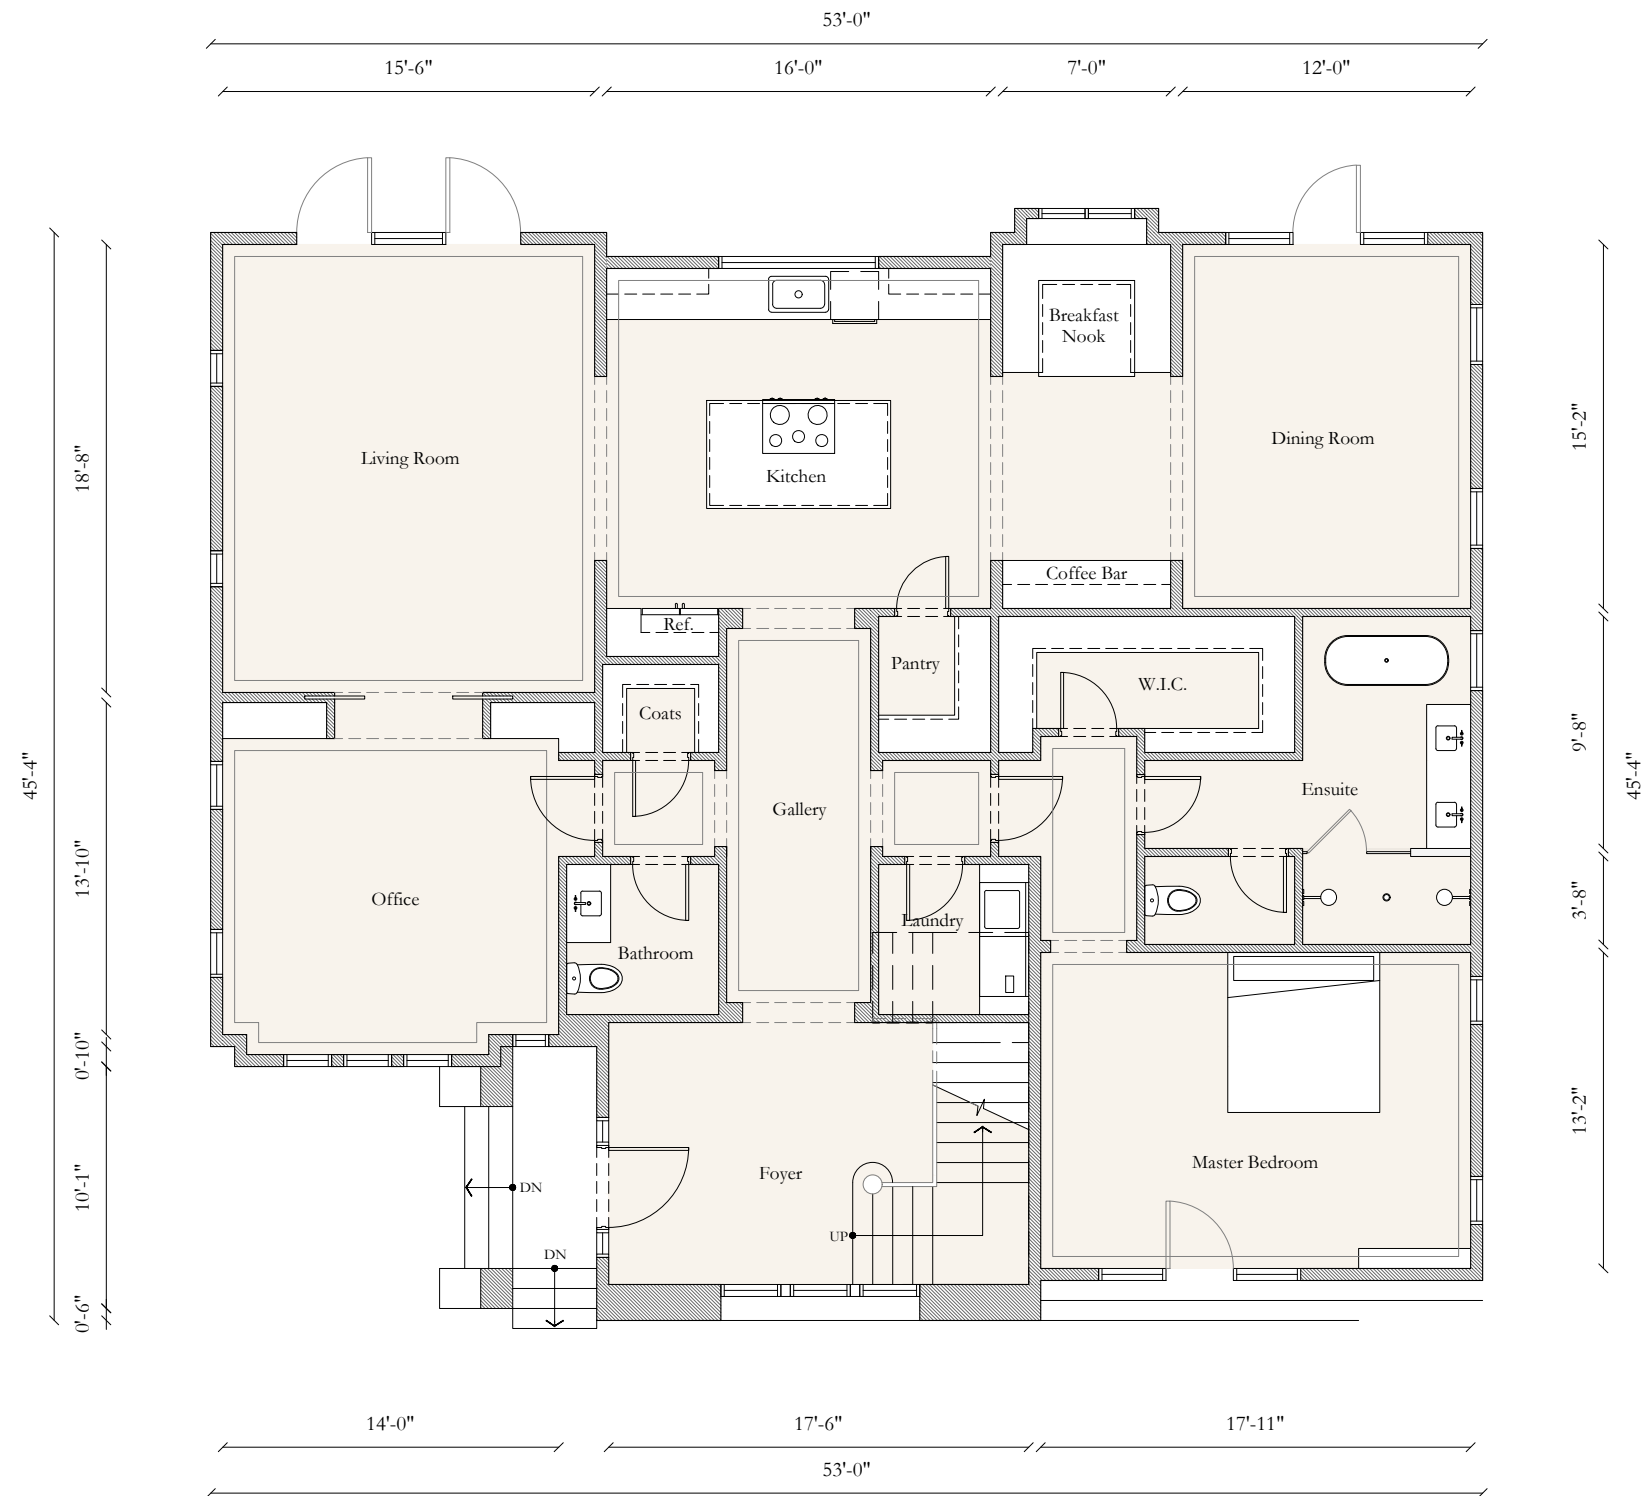 53'-0"
15'-6"
16'-0"
7'-0"
12'-0"
Breakfast
Nook
Living Room
Kitchen
Dining Room
18'-8"
15'-2"
Coffee Bar
Ref.
Pantry
W.I.C.
Coats
9'-8"
45'-4"
45'-4"
Gallery
Ensuite
13'-10"
Office
3'-8"
Laundry
Bathroom
0'-10"
13'-2"
Foyer
Master Bedroom
10'-1"
DN
UP
DN
0'-6"
14'-0"
17'-6"
17'-11"
53'-0"